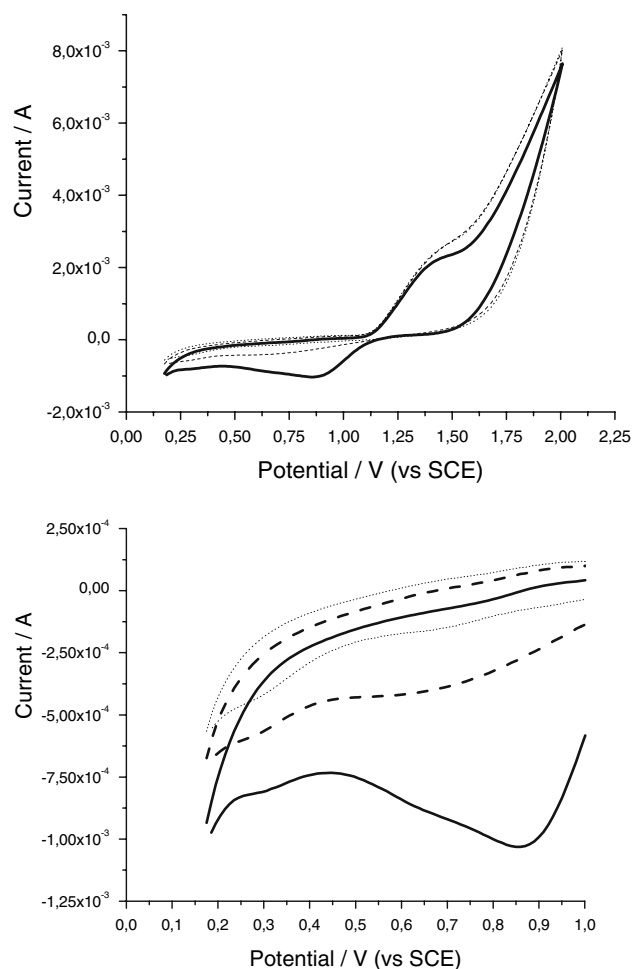 8,0x10⁻³
6,0x10⁻³
4,0x10⁻³
2,0x10⁻³
0,0
-2,0x10⁻³
Current / A
0,00 0,25 0,50 0,75 1,00 1,25 1,50 1,75 2,00 2,25
Potential / V (vs SCE)
2,50x10⁻⁴
0,00
-2,50x10⁻⁴
-5,00x10⁻⁴
-7,50x10⁻⁴
-1,00x10⁻³
-1,25x10⁻³
Current / A
0,0 0,1 0,2 0,3 0,4 0,5 0,6 0,7 0,8 0,9 1,0
Potential / V (vs SCE)